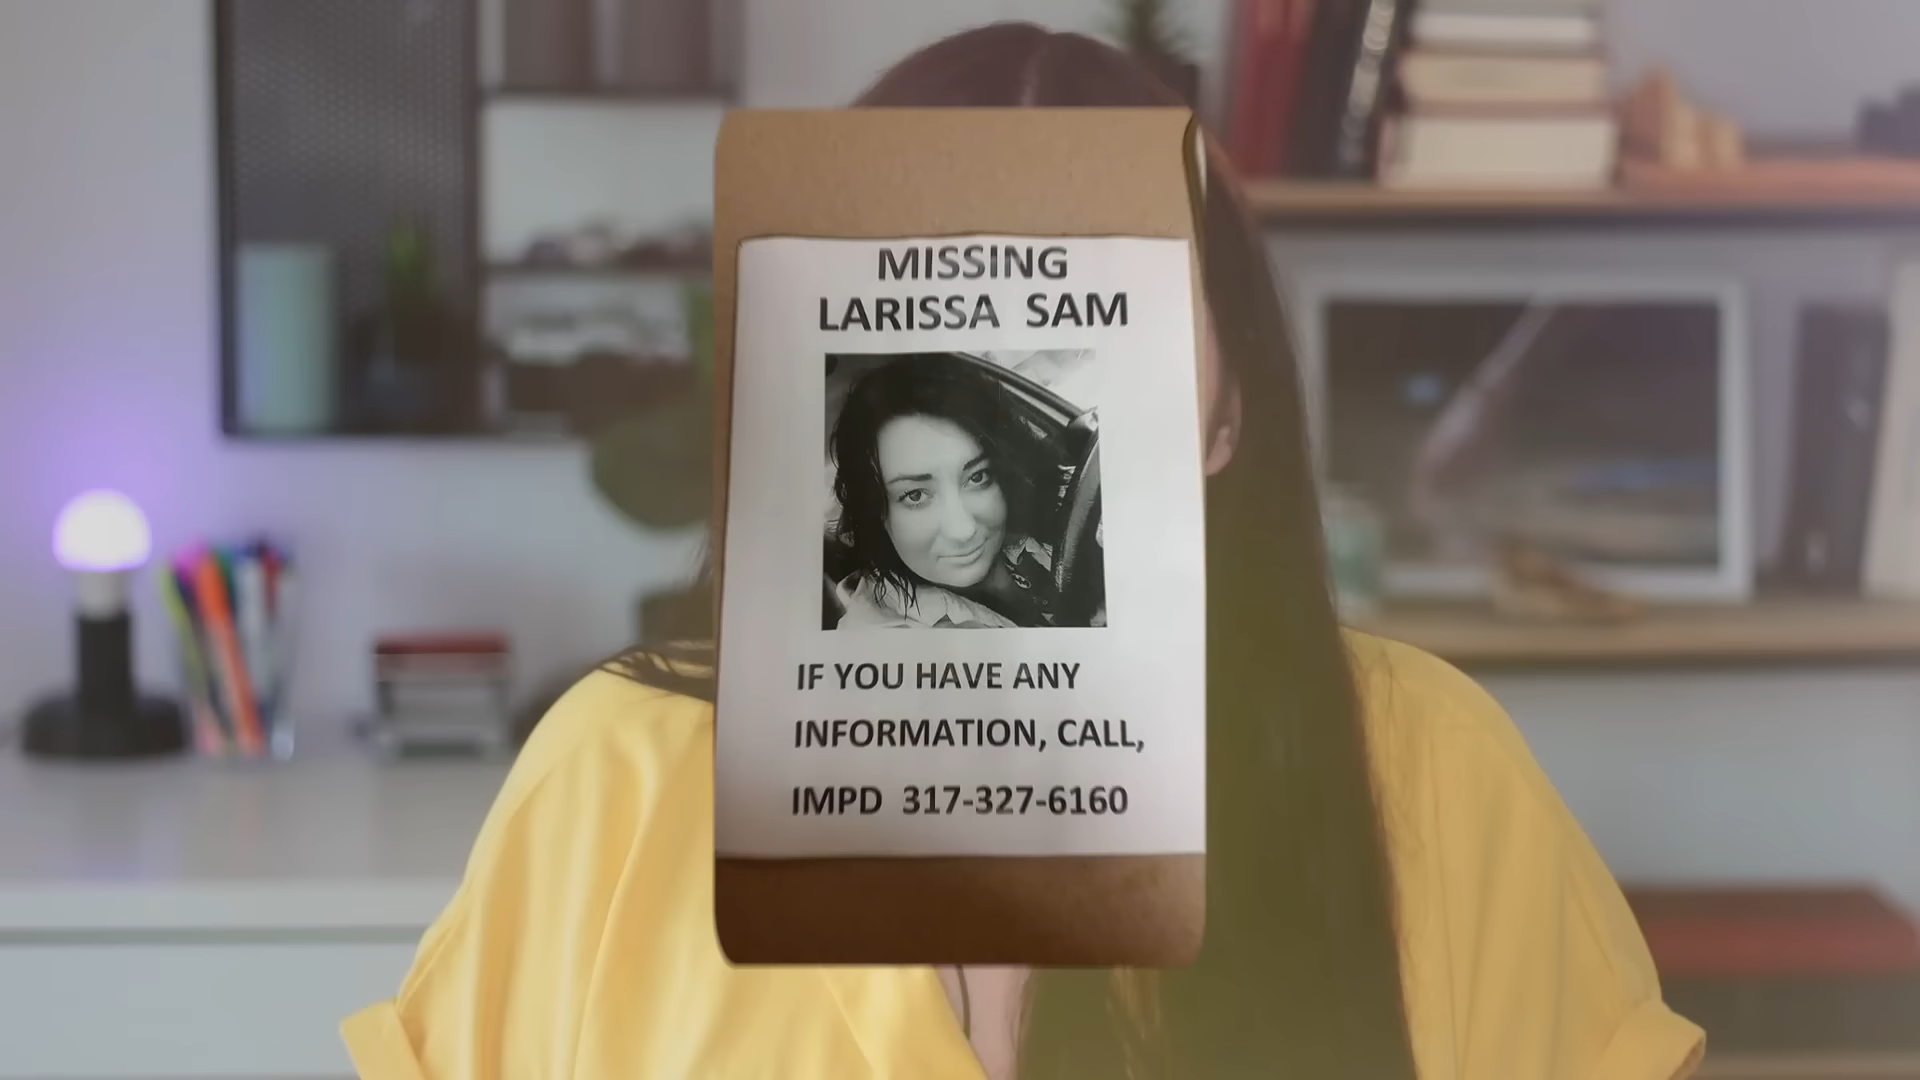 MISSING
LARISSA SAM
IF YOU HAVE ANY
INFORMATION, CALL,
IMPD 317-327-6160